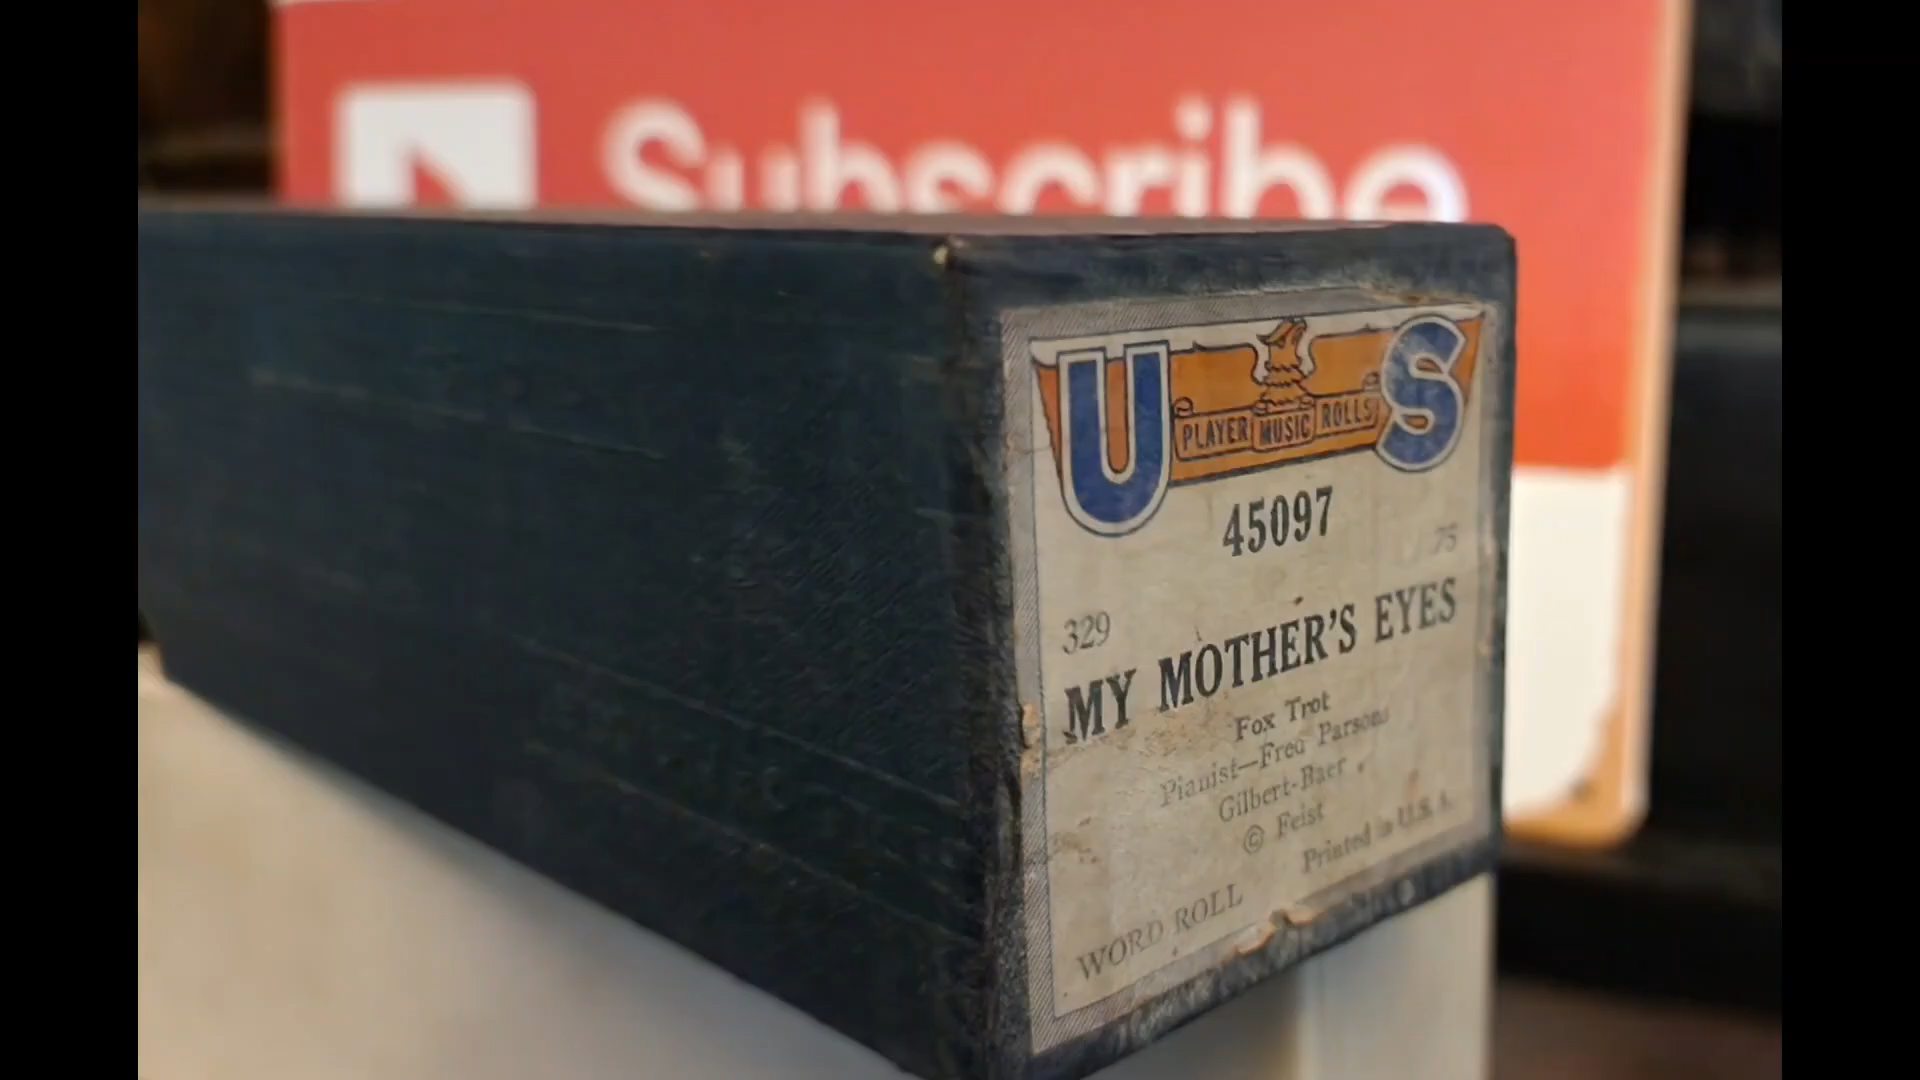 Subscribe
U S
PLAYER MUSIC ROLLS
45097
.75
329
MY MOTHER'S EYES
Fox Trot
Pianist—Fred Parsons
Gilbert-Baer
© Feist
Printed in U.S.A.
WORD ROLL